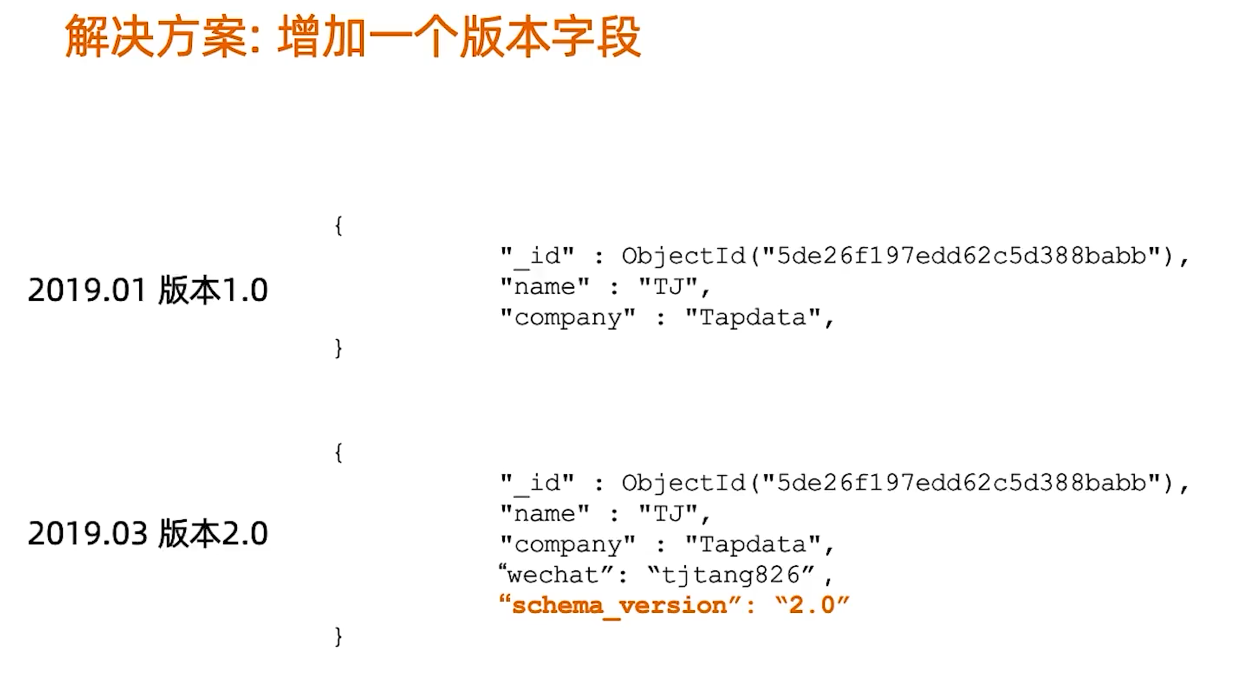 解决方案: 增加一个版本字段
{
"_id" : ObjectId("5de26f197edd62c5d388babb"),
2019.01 版本1.0
"name" : "TJ",
"company" : "Tapdata",
}
{
"_id" : ObjectId("5de26f197edd62c5d388babb"),
"name" : "TJ",
2019.03 版本2.0
"company" : "Tapdata",
“wechat”: “tjtang826”,
“schema_version”: “2.0”
}